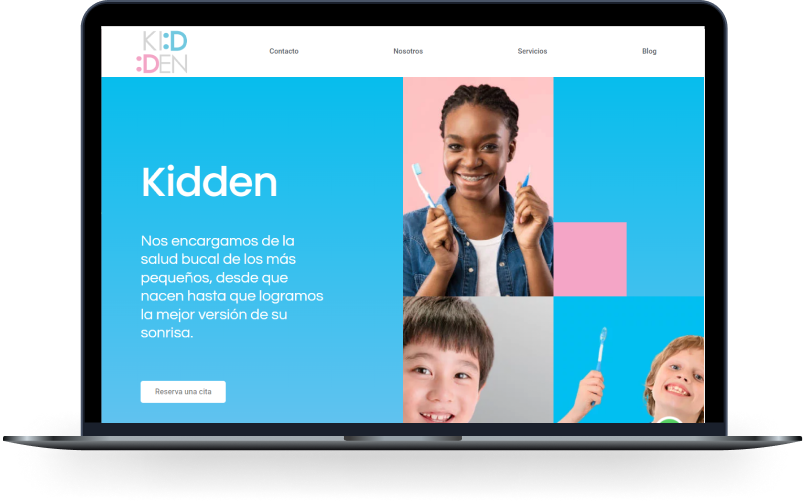 KI:D
:DEN
Contacto
Nosotros
Servicios
Blog
Kidden
Nos encargamos de la
salud bucal de los más
pequeños, desde que
nacen hasta que logramos
la mejor versión de su
sonrisa.
Reserva una cita